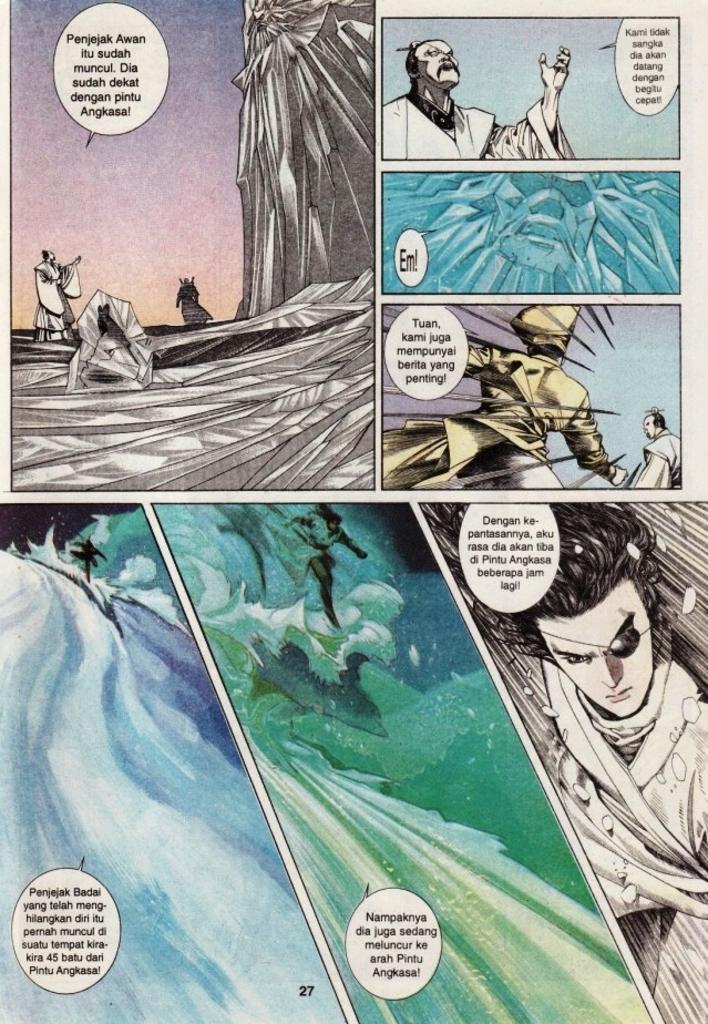 Penjejak Awan
itu sudah
muncul. Dia
sudah dekat
dengan pintu
Angkasa!
Kami tidak
sangka
dia akan
datang
dengan
begitu
cepat!
Em!
Tuan,
kami juga
mempunyai
berita yang
penting!
Penjejak Badai
yang telah meng-
hilangkan diri itu
pernah muncul di
suatu tempat kira-
kira 45 batu dari
Pintu Angkasa!
Nampaknya
dia juga sedang
meluncur ke
arah Pintu
Angkasa!
Dengan ke-
pantasannya, aku
rasa dia akan tiba
di Pintu Angkasa
beberapa jam
lagi!
27